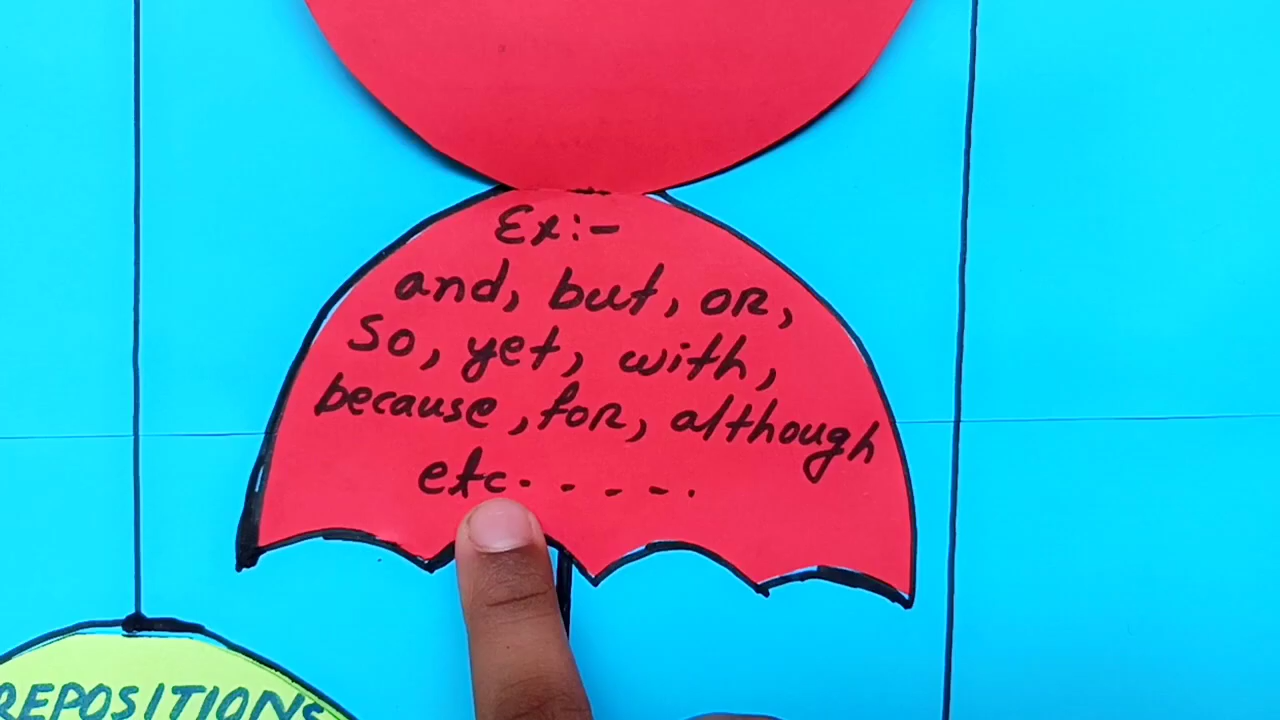 Ex:-
and, but, or,
so, yet, with,
because, for, although
etc.....
REPOSITIONS